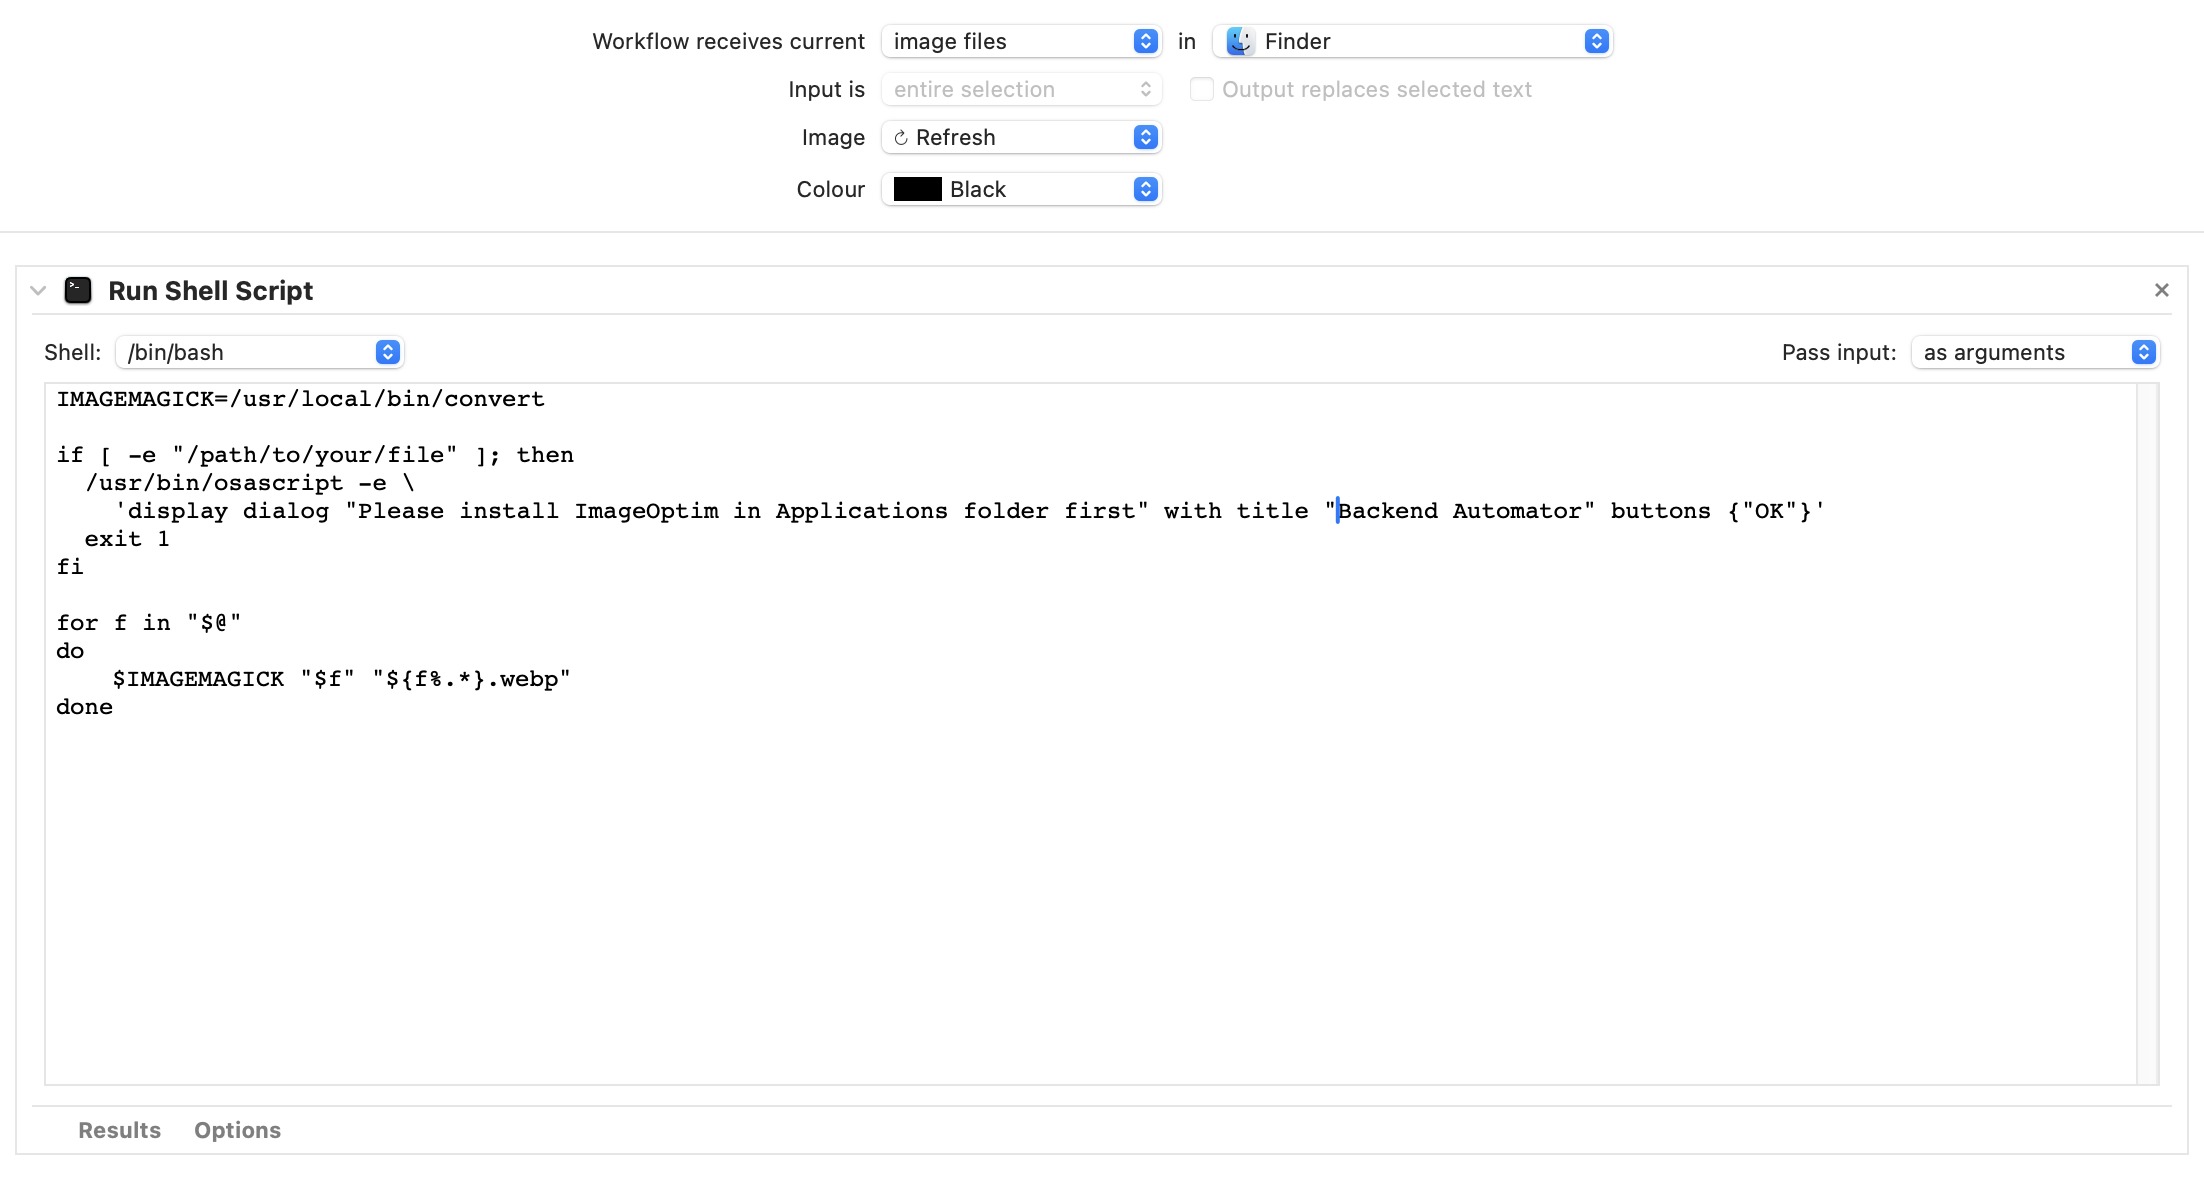 Workflow receives current image files in Finder
Input is entire selection Output replaces selected text
Image Refresh
Colour Black
Run Shell Script
Shell: /bin/bash Pass input: as arguments
IMAGEMAGICK=/usr/local/bin/convert
if [ -e "/path/to/your/file" ]; then
/usr/bin/osascript -e \
'display dialog "Please install ImageOptim in Applications folder first" with title "Backend Automator" buttons {"OK"}'
exit 1
fi
for f in "$@"
do
$IMAGEMAGICK "$f" "${f%.*}.webp"
done
Results Options